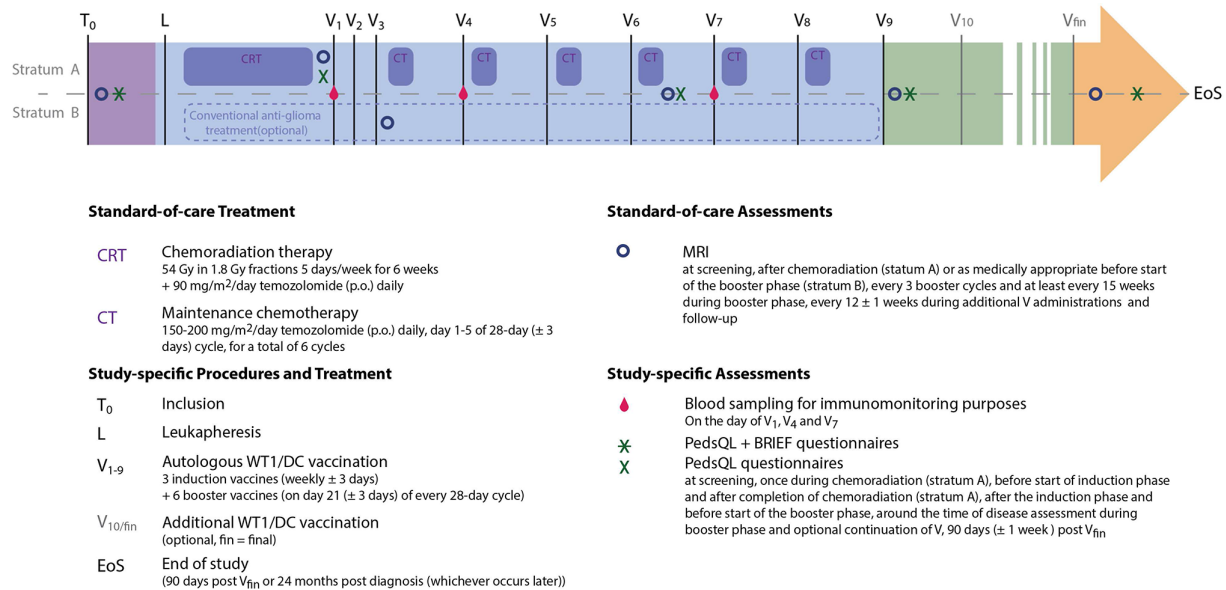 T0 L V1 V2 V3 V4 V5 V6 V7 V8 V9 V10 Vfin
CRT CT CT CT CT CT CT
Stratum A
EoS
Stratum B
Conventional anti-glioma
treatment(optional)
Standard-of-care Treatment
CRT Chemoradiation therapy
54 Gy in 1.8 Gy fractions 5 days/week for 6 weeks
+ 90 mg/m2/day temozolomide (p.o.) daily
CT Maintenance chemotherapy
150-200 mg/m2/day temozolomide (p.o.) daily, day 1-5 of 28-day (± 3
days) cycle, for a total of 6 cycles
Study-specific Procedures and Treatment
T0 Inclusion
L Leukapheresis
V1-9 Autologous WT1/DC vaccination
3 induction vaccines (weekly ± 3 days)
+ 6 booster vaccines (on day 21 (± 3 days) of every 28-day cycle)
V10/fin Additional WT1/DC vaccination
(optional, fin = final)
EoS End of study
(90 days post Vfin or 24 months post diagnosis (whichever occurs later))
Standard-of-care Assessments
MRI
at screening, after chemoradiation (statum A) or as medically appropriate before start
of the booster phase (stratum B), every 3 booster cycles and at least every 15 weeks
during booster phase, every 12 ± 1 weeks during additional V administrations and
follow-up
Study-specific Assessments
Blood sampling for immunomonitoring purposes
On the day of V1, V4 and V7
PedsQL + BRIEF questionnaires
PedsQL questionnaires
at screening, once during chemoradiation (stratum A), before start of induction phase
and after completion of chemoradiation (stratum A), after the induction phase and
before start of the booster phase, around the time of disease assessment during
booster phase and optional continuation of V, 90 days (± 1 week ) post Vfin